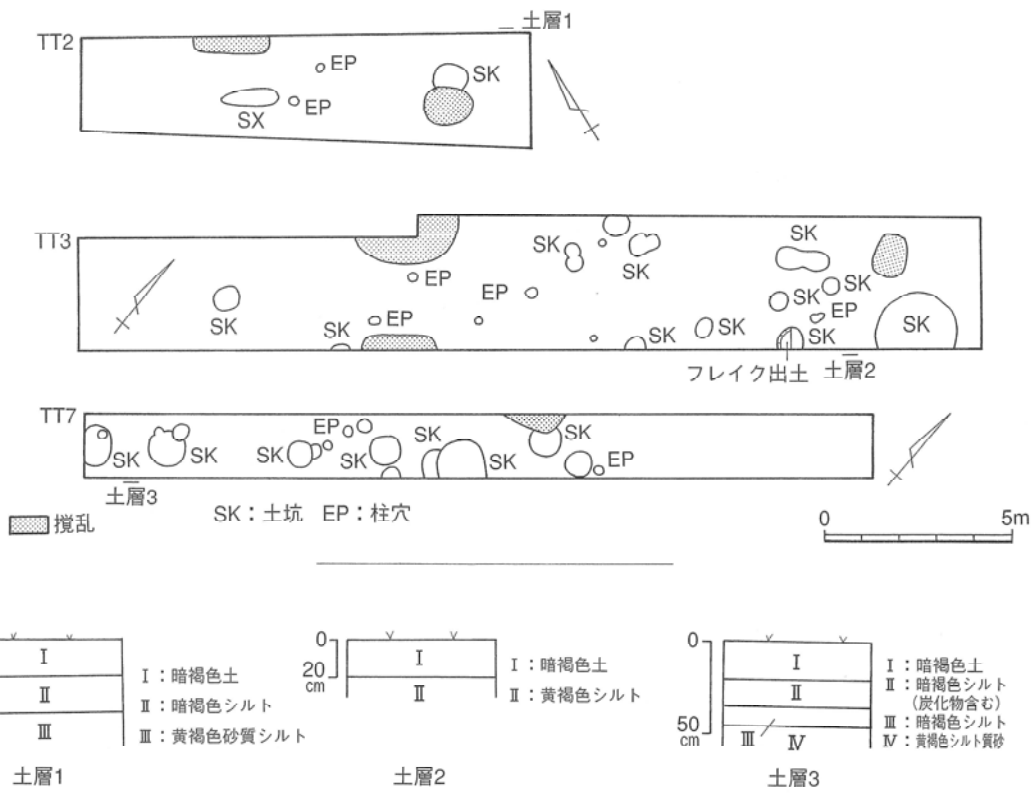 土層1
TT2
EP
SK
EP
SX
TT3
SK
SK
SK
EP
SK
EP
SK
SK
EP
SK
EP
SK
SK
SK
SK
フレイク出土
土層2
TT7
EP
SK
SK
SK
SK
SK
SK
SK
EP
土層3
撹乱
SK：土坑 EP：柱穴
0 5m
I
II
III
I：暗褐色土
II：暗褐色シルト
III：黄褐色砂質シルト
土層1
0
20
cm
I
II
I：暗褐色土
II：黄褐色シルト
土層2
0
50
cm
I
II
III
IV
I：暗褐色土
II：暗褐色シルト
(炭化物含む)
III：暗褐色シルト
IV：黄褐色シルト質砂
土層3